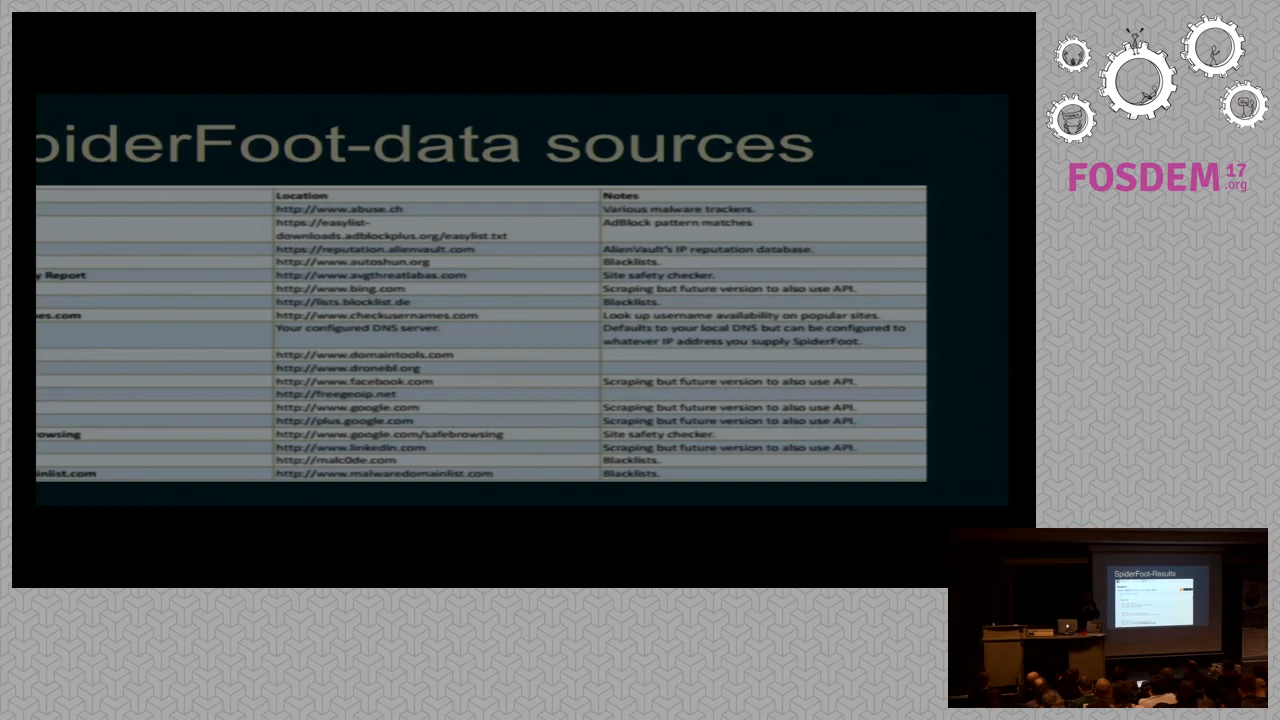 piderFoot-data sources
Location Notes
http://www.abuse.ch Various malware trackers.
https://easylist- AdBlock pattern matches
downloads.adblockplus.org/easylist.txt
https://reputation.alienvault.com AlienVault's IP reputation database.
http://www.autoshun.org Blacklists.
y Report http://www.avgthreatlabas.com Site safety checker.
http://www.bing.com Scraping but future version to also use API.
http://lists.blocklist.de Blacklists.
es.com http://www.checkusernames.com Look up username availability on popular sites.
Your configured DNS server. Defaults to your local DNS but can be configured to
whatever IP address you supply SpiderFoot.
http://www.domaintools.com
http://www.dronebl.org
http://www.facebook.com Scraping but future version to also use API.
http://freegeoip.net
http://www.google.com Scraping but future version to also use API.
http://plus.google.com Scraping but future version to also use API.
rowsing http://www.google.com/safebrowsing Site safety checker.
http://www.linkedin.com Scraping but future version to also use API.
http://malc0de.com Blacklists.
inlist.com http://www.malwaredomainlist.com Blacklists.
FOSDEM 17
.org
SpiderFoot-Results